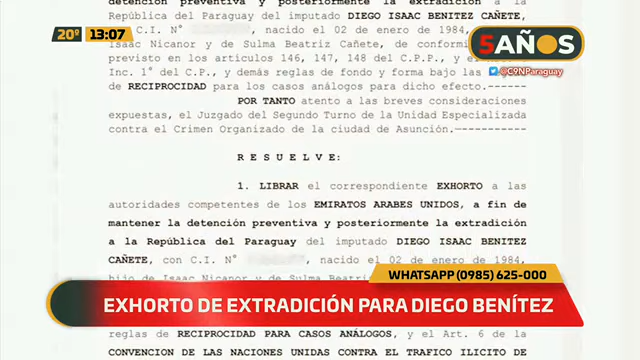 detención preventiva y posteriormente la extradición a la
República del Paraguay del imputado DIEGO ISAAC BENITEZ CAÑETE,
C.I. N° , nacido el 02 de enero de 1984,
Isaac Nicanor y de Sulma Beatriz Cañete, de conformi
previsto en los artículos 146, 147, 148 del C.P.P., y el
Inc. 1° del C.P., y demás reglas de fondo y forma bajo las
de RECIPROCIDAD para los casos análogos para dicho efecto.
POR TANTO atento a las breves consideraciones
expuestas, el Juzgado del Segundo Turno de la Unidad Especializada
contra el Crimen Organizado de la ciudad de Asunción.
R E S U E L V E:
1. LIBRAR el correspondiente EXHORTO a las
autoridades competentes de los EMIRATOS ARABES UNIDOS, a fin de
mantener la detención preventiva y posteriormente la extradición
a la República del Paraguay del imputado DIEGO ISAAC BENITEZ
CAÑETE, con C.I. N° , nacido el 02 de enero de 1984,
hijo de Isaac Nicanor y de Sulma Beatriz
reglas de RECIPROCIDAD PARA CASOS ANÁLOGOS, y el Art. 6 de la
CONVENCION DE LAS NACIONES UNIDAS CONTRA EL TRAFICO ILICITO DE
20° 13:07
5AÑOS
@C9NParaguay
WHATSAPP (0985) 625-000
EXHORTO DE EXTRADICIÓN PARA DIEGO BENÍTEZ